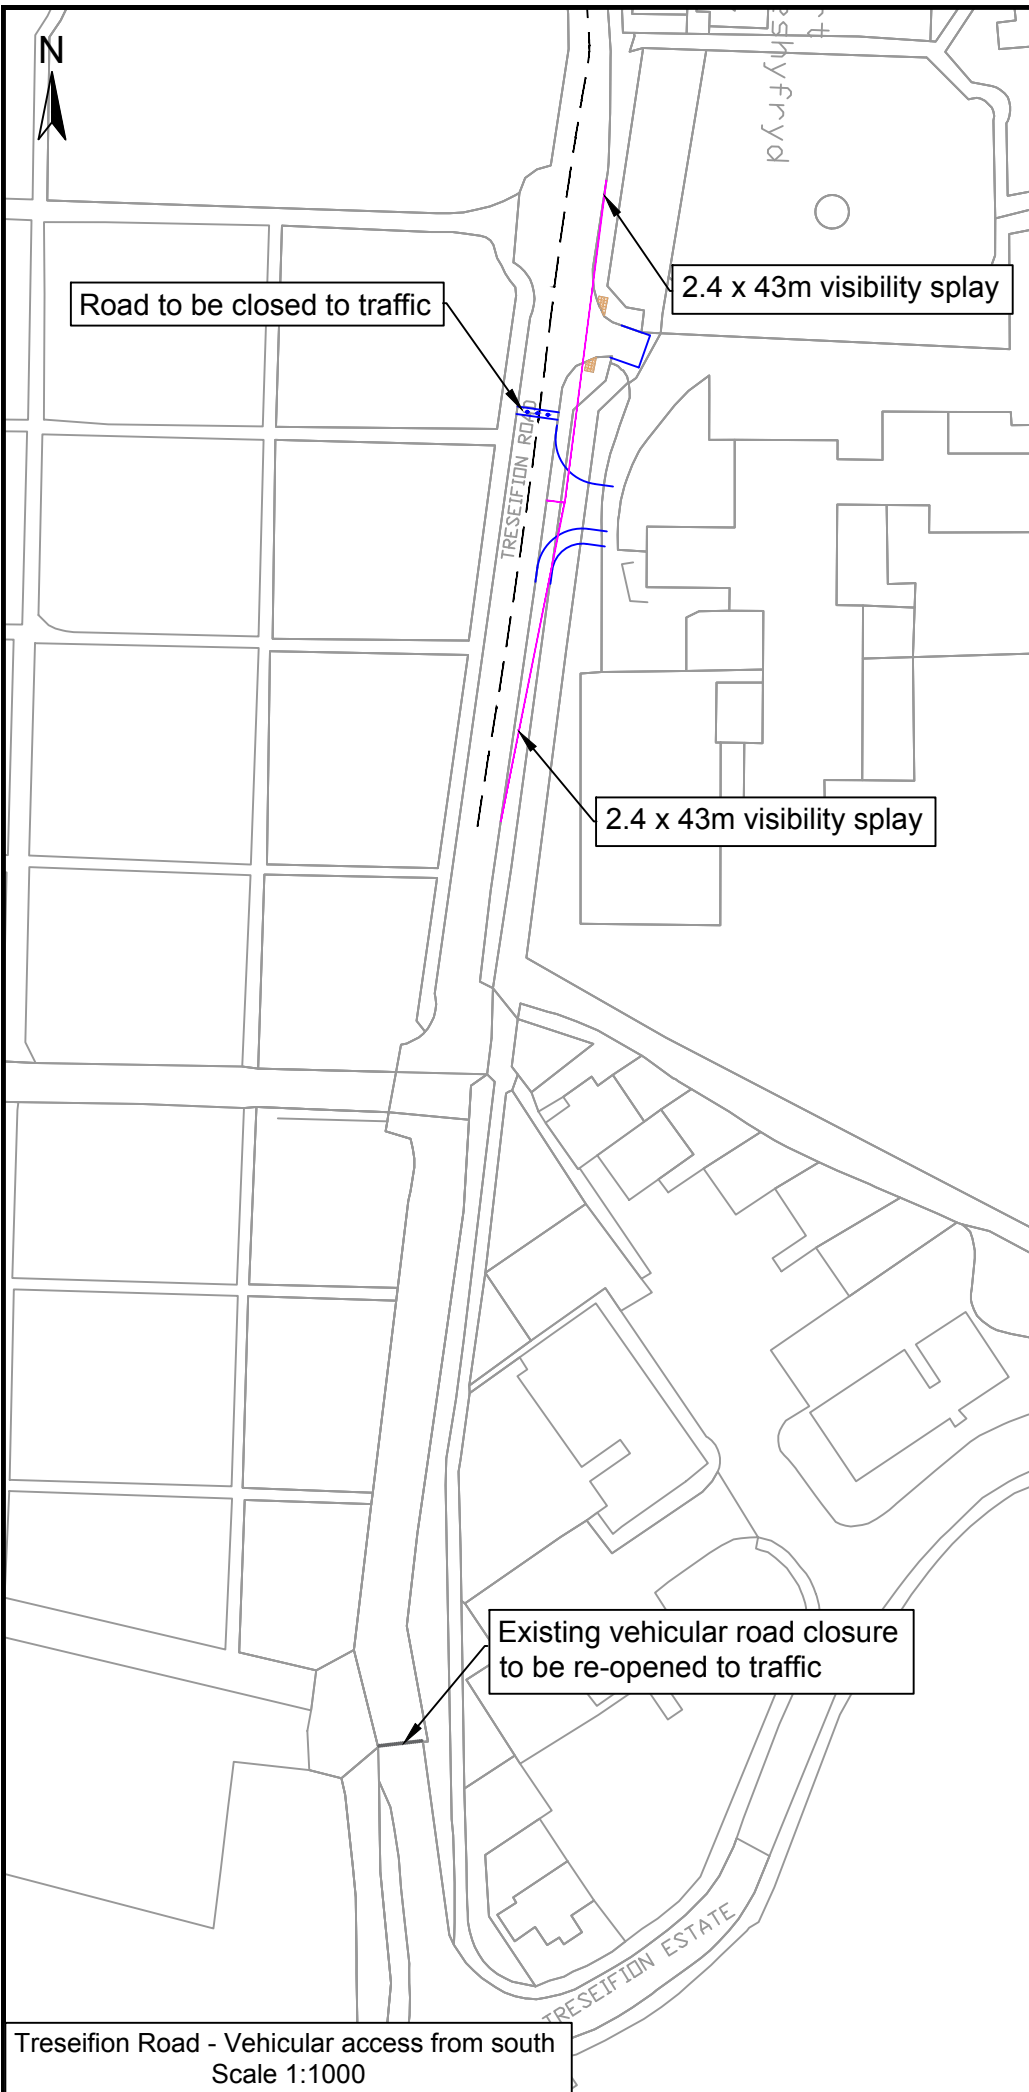 N
eshyfryd
2.4 x 43m visibility splay
Road to be closed to traffic
TRESEIFION ROAD
2.4 x 43m visibility splay
Existing vehicular road closure
to be re-opened to traffic
TRESEIFION ESTATE
Treseifion Road - Vehicular access from south
Scale 1:1000